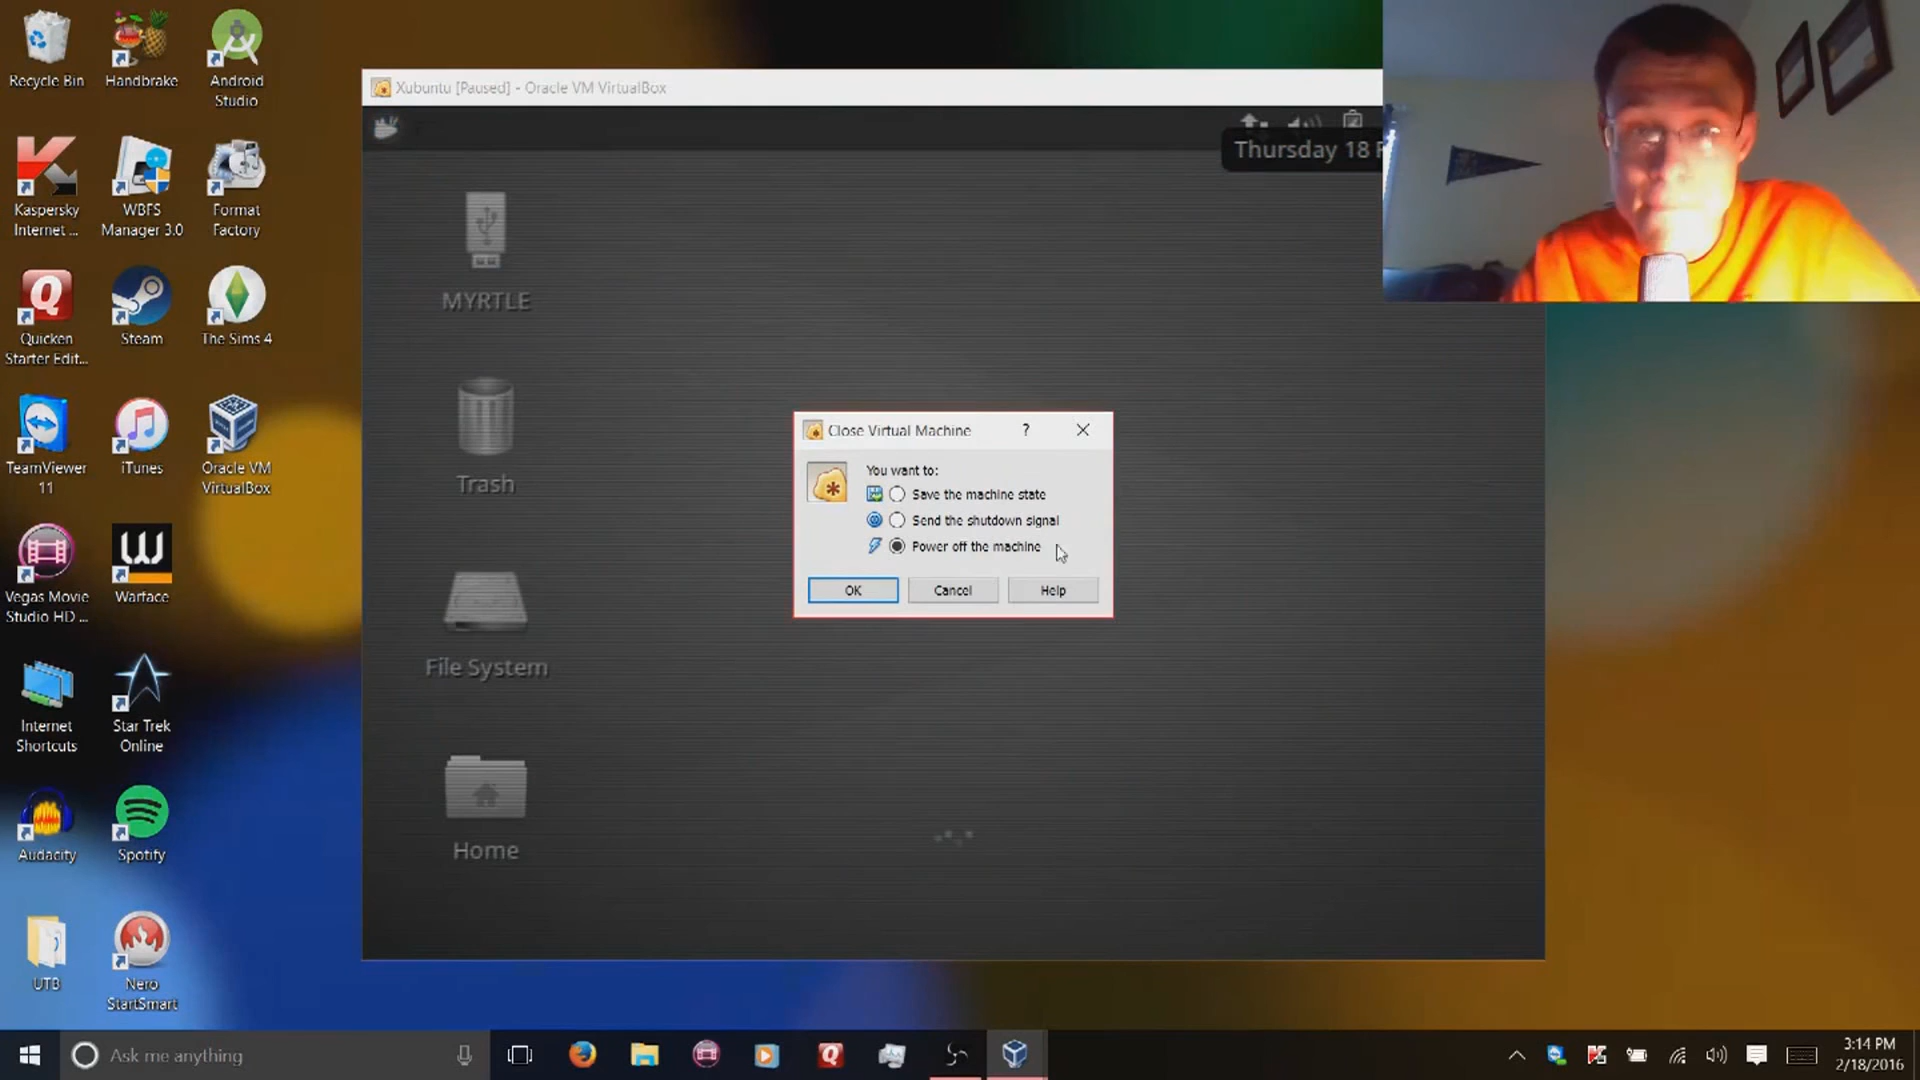 Recycle Bin
Handbrake
Android
Studio
Kaspersky
Internet ...
WBFS
Manager 3.0
Format
Factory
Quicken
Starter Edit...
Steam
The Sims 4
TeamViewer
11
iTunes
Oracle VM
VirtualBox
Vegas Movie
Studio HD ...
Warface
Internet
Shortcuts
Star Trek
Online
Audacity
Spotify
UTB
Nero
StartSmart
Xubuntu [Paused] - Oracle VM VirtualBox
Thursday 18
MYRTLE
Trash
File System
Home
Close Virtual Machine
?
You want to:
Save the machine state
Send the shutdown signal
Power off the machine
OK
Cancel
Help
Ask me anything
3:14 PM
2/18/2016